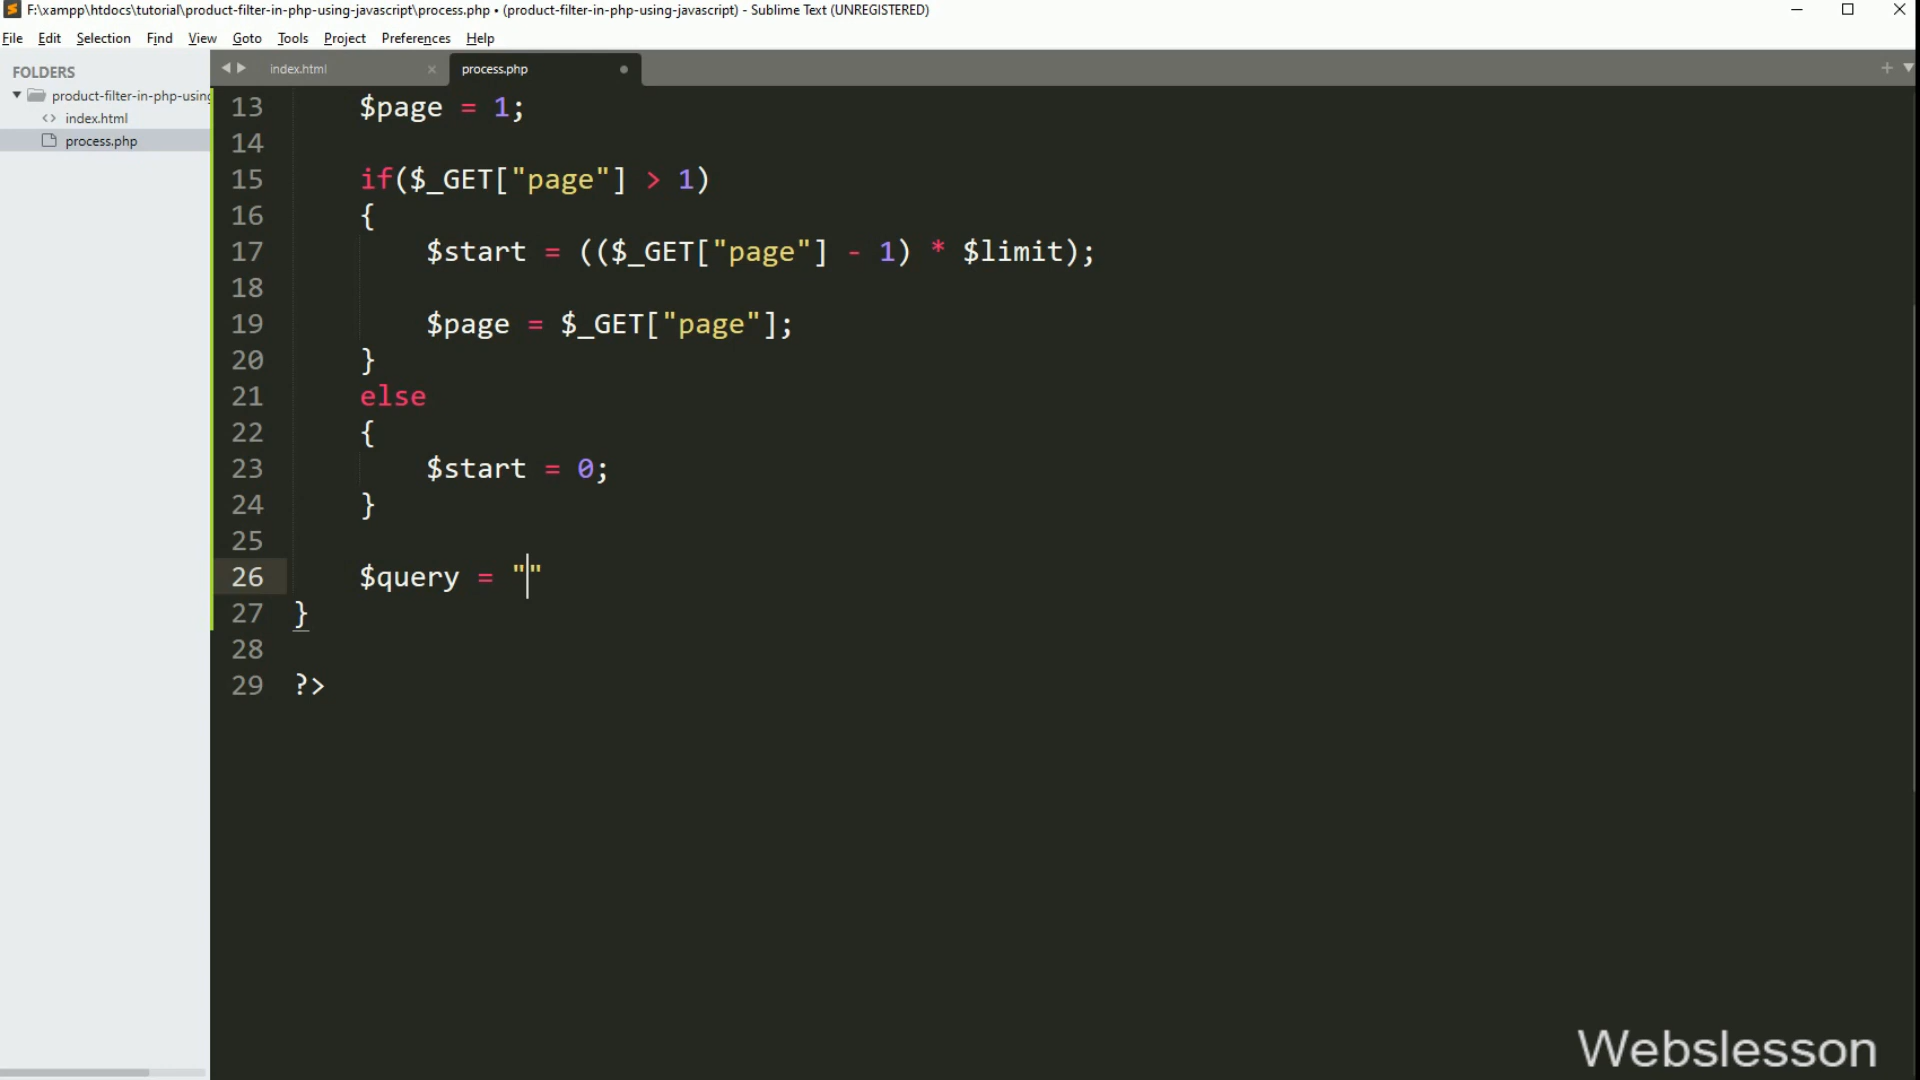 F:\xampp\htdocs\tutorial\product-filter-in-php-using-javascript\process.php • (product-filter-in-php-using-javascript) - Sublime Text (UNREGISTERED)
File Edit Selection Find View Goto Tools Project Preferences Help
FOLDERS
product-filter-in-php-using
index.html
process.php
index.html
process.php
13 $page = 1;
14
15 if($_GET["page"] > 1)
16 {
17 $start = (($_GET["page"] - 1) * $limit);
18
19 $page = $_GET["page"];
20 }
21 else
22 {
23 $start = 0;
24 }
25
26 $query = ""
27 }
28
29 ?>
Webslesson